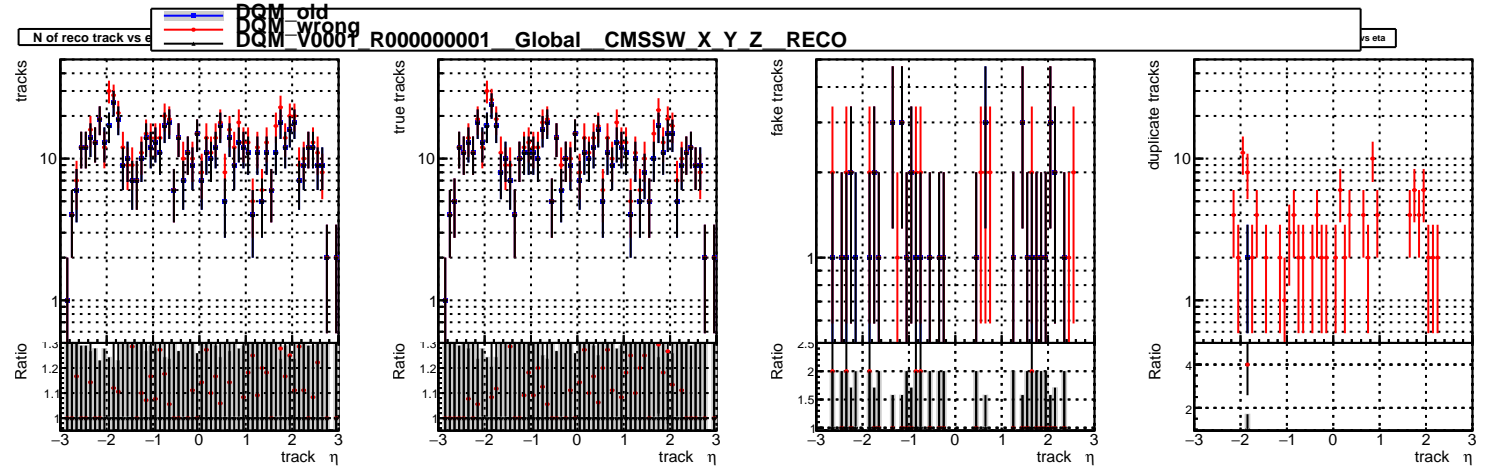 DQM_old
DQM_wrong
DQM_V0001_R000000001__Global__CMSSW_X_Y_Z__RECO
N of reco track vs e
vs eta
tracks
10
1
Ratio
1.3
1.2
1.1
1
−3 −2 −1 0 1 2 3
track η
true tracks
10
1
Ratio
1.3
1.2
1.1
1
−3 −2 −1 0 1 2 3
track η
fake tracks
1
Ratio
2.5
2
1.5
1
−3 −2 −1 0 1 2 3
track η
duplicate tracks
10
1
Ratio
4
2
−3 −2 −1 0 1 2 3
track η